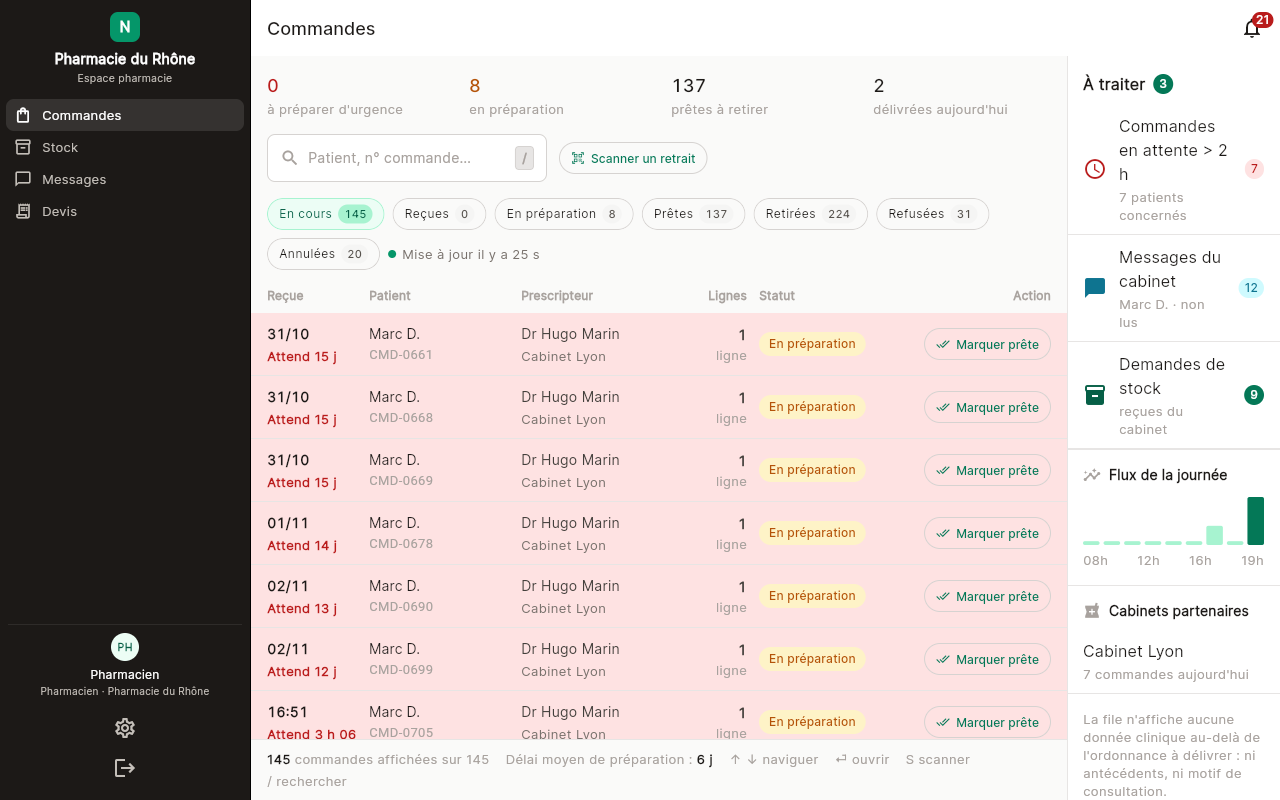 N
Pharmacie du Rhône
Espace pharmacie
Commandes
Stock
Messages
Devis
PH
Pharmacien
Pharmacien · Pharmacie du Rhône
Commandes
21
0
à préparer d'urgence
8
en préparation
137
prêtes à retirer
2
délivrées aujourd'hui
Patient, n° commande... /
Scanner un retrait
En cours 145
Reçues 0
En préparation 8
Prêtes 137
Retirées 224
Refusées 31
Annulées 20
Mise à jour il y a 25 s
Reçue Patient Prescripteur Lignes Statut Action
31/10 Marc D. Dr Hugo Marin 1 En préparation Marquer prête
Attend 15 j CMD-0661 Cabinet Lyon ligne
31/10 Marc D. Dr Hugo Marin 1 En préparation Marquer prête
Attend 15 j CMD-0668 Cabinet Lyon ligne
31/10 Marc D. Dr Hugo Marin 1 En préparation Marquer prête
Attend 15 j CMD-0669 Cabinet Lyon ligne
01/11 Marc D. Dr Hugo Marin 1 En préparation Marquer prête
Attend 14 j CMD-0678 Cabinet Lyon ligne
02/11 Marc D. Dr Hugo Marin 1 En préparation Marquer prête
Attend 13 j CMD-0690 Cabinet Lyon ligne
02/11 Marc D. Dr Hugo Marin 1 En préparation Marquer prête
Attend 12 j CMD-0699 Cabinet Lyon ligne
16:51 Marc D. Dr Hugo Marin 1 En préparation Marquer prête
Attend 3 h 06 CMD-0705 Cabinet Lyon ligne
145 commandes affichées sur 145 Délai moyen de préparation : 6 j ↑ ↓ naviguer ↵ ouvrir S scanner
/ rechercher
À traiter 3
Commandes
en attente > 2
h
7
7 patients
concernés
Messages du
cabinet
12
Marc D. · non
lus
Demandes de
stock
9
reçues du
cabinet
Flux de la journée
08h 12h 16h 19h
Cabinets partenaires
Cabinet Lyon
7 commandes aujourd'hui
La file n'affiche aucune
donnée clinique au-delà de
l'ordonnance à délivrer : ni
antécédents, ni motif de
consultation.